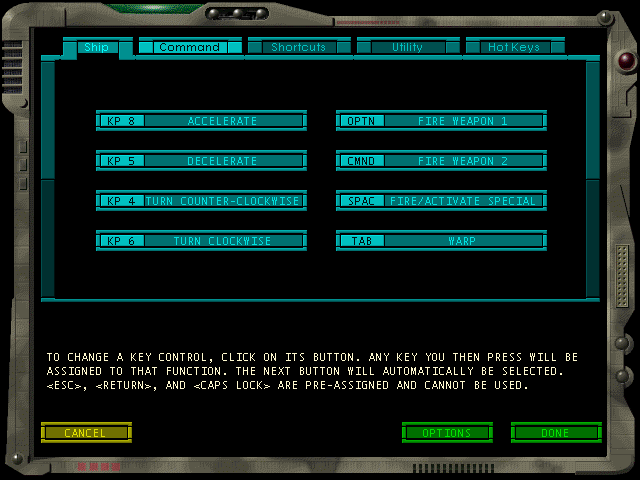 Ship Command Shortcuts Utility Hot Keys
KP 8 ACCELERATE
OPTN FIRE WEAPON 1
KP 5 DECELERATE
CMND FIRE WEAPON 2
KP 4 TURN COUNTER-CLOCKWISE
SPAC FIRE/ACTIVATE SPECIAL
KP 6 TURN CLOCKWISE
TAB WARP
TO CHANGE A KEY CONTROL, CLICK ON ITS BUTTON. ANY KEY YOU THEN PRESS WILL BE
ASSIGNED TO THAT FUNCTION. THE NEXT BUTTON WILL AUTOMATICALLY BE SELECTED.
<ESC>, <RETURN>, AND <CAPS LOCK> ARE PRE-ASSIGNED AND CANNOT BE USED.
CANCEL OPTIONS DONE